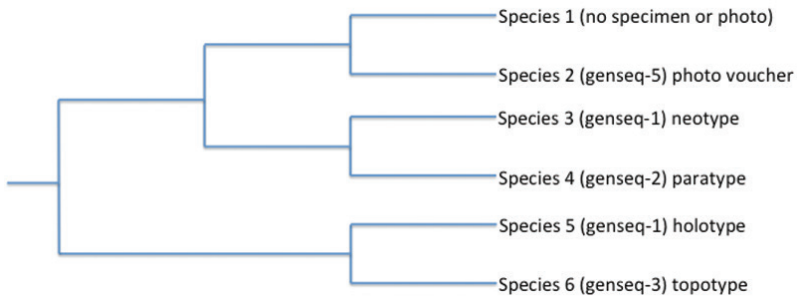 Species 1 (no specimen or photo)
Species 2 (genseq-5) photo voucher
Species 3 (genseq-1) neotype
Species 4 (genseq-2) paratype
Species 5 (genseq-1) holotype
Species 6 (genseq-3) topotype